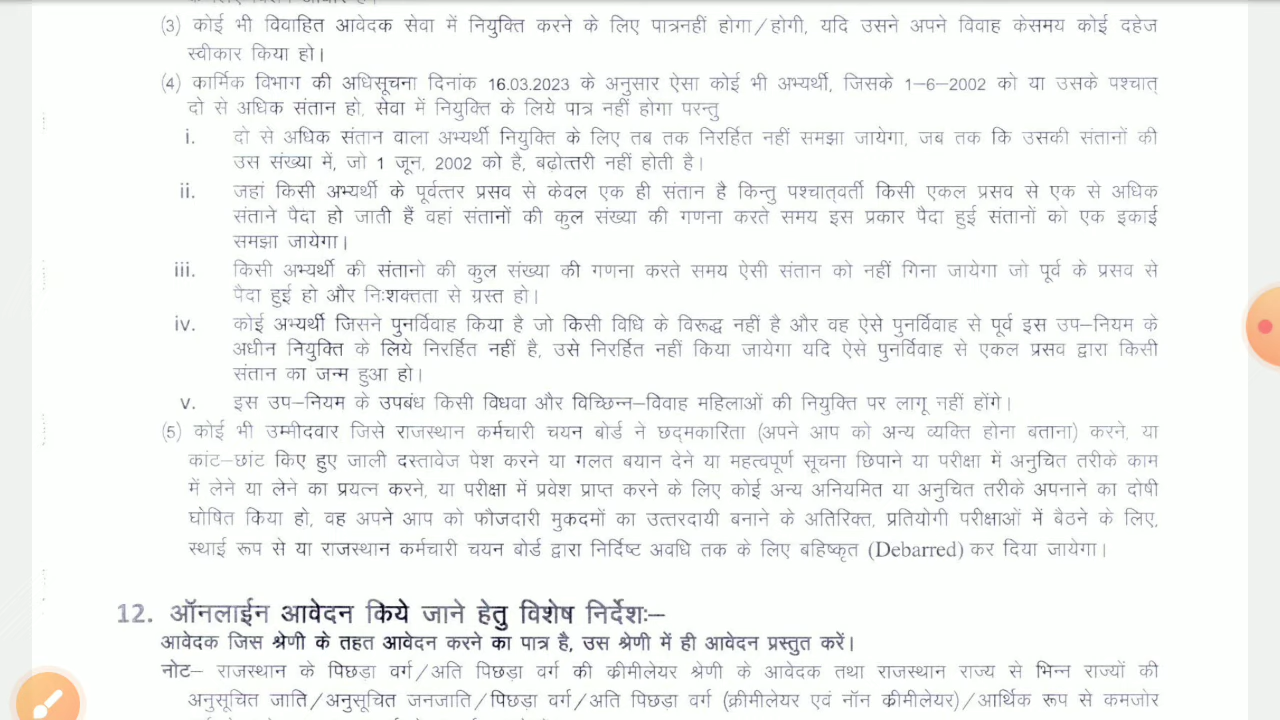 (3) कोई भी विवाहित आवेदक सेवा में नियुक्ति करने के लिए पात्रनहीं होगा/होगी, यदि उसने अपने विवाह केसमय कोई दहेज
स्वीकार किया हो।
(4) कार्मिक विभाग की अधिसूचना दिनांक 16.03.2023 के अनुसार ऐसा कोई भी अभ्यर्थी, जिसके 1–6–2002 को या उसके पश्चात्
दो से अधिक संतान हो, सेवा में नियुक्ति के लिये पात्र नहीं होगा परन्तु
i. दो से अधिक संतान वाला अभ्यर्थी नियुक्ति के लिए तब तक निरर्हित नहीं समझा जायेगा, जब तक कि उसकी संतानों की
उस संख्या में, जो 1 जून, 2002 को है, बढ़ोत्तरी नहीं होती है।
ii. जहां किसी अभ्यर्थी के पूर्वत्तर प्रसव से केवल एक ही संतान है किन्तु पश्चात्वर्ती किसी एकल प्रसव से एक से अधिक
संताने पैदा हो जाती हैं वहां संतानों की कुल संख्या की गणना करते समय इस प्रकार पैदा हुई संतानों को एक इकाई
समझा जायेगा।
iii. किसी अभ्यर्थी की संतानो की कुल संख्या की गणना करते समय ऐसी संतान को नहीं गिना जायेगा जो पूर्व के प्रसव से
पैदा हुई हो और निःशक्तता से ग्रस्त हो।
iv. कोई अभ्यर्थी जिसने पुनर्विवाह किया है जो किसी विधि के विरूद्ध नहीं है और वह ऐसे पुनर्विवाह से पूर्व इस उप–नियम के
अधीन नियुक्ति के लिये निरर्हित नहीं है, उसे निरर्हित नहीं किया जायेगा यदि ऐसे पुनर्विवाह से एकल प्रसव द्वारा किसी
संतान का जन्म हुआ हो।
v. इस उप–नियम के उपबंध किसी विधवा और विच्छिन्न–विवाह महिलाओं की नियुक्ति पर लागू नहीं होंगे।
(5) कोई भी उम्मीदवार जिसे राजस्थान कर्मचारी चयन बोर्ड ने छद्मकारिता (अपने आप को अन्य व्यक्ति होना बताना) करने, या
कांट–छांट किए हुए जाली दस्तावेज पेश करने या गलत बयान देने या महत्वपूर्ण सूचना छिपाने या परीक्षा में अनुचित तरीके काम
में लेने या लेने का प्रयत्न करने, या परीक्षा में प्रवेश प्राप्त करने के लिए कोई अन्य अनियमित या अनुचित तरीके अपनाने का दोषी
घोषित किया हो, वह अपने आप को फौजदारी मुकदमों का उत्तरदायी बनाने के अतिरिक्त, प्रतियोगी परीक्षाओं में बैठने के लिए,
स्थाई रूप से या राजस्थान कर्मचारी चयन बोर्ड द्वारा निर्दिष्ट अवधि तक के लिए बहिष्कृत (Debarred) कर दिया जायेगा।
12. ऑनलाईन आवेदन किये जाने हेतु विशेष निर्देशः–
आवेदक जिस श्रेणी के तहत आवेदन करने का पात्र है, उस श्रेणी में ही आवेदन प्रस्तुत करें।
नोट– राजस्थान के पिछड़ा वर्ग/अति पिछड़ा वर्ग की क्रीमीलेयर श्रेणी के आवेदक तथा राजस्थान राज्य से भिन्न राज्यों की
अनुसूचित जाति/अनुसूचित जनजाति/पिछड़ा वर्ग/अति पिछड़ा वर्ग (क्रीमीलेयर एवं नॉन क्रीमीलेयर)/आर्थिक रूप से कमजोर